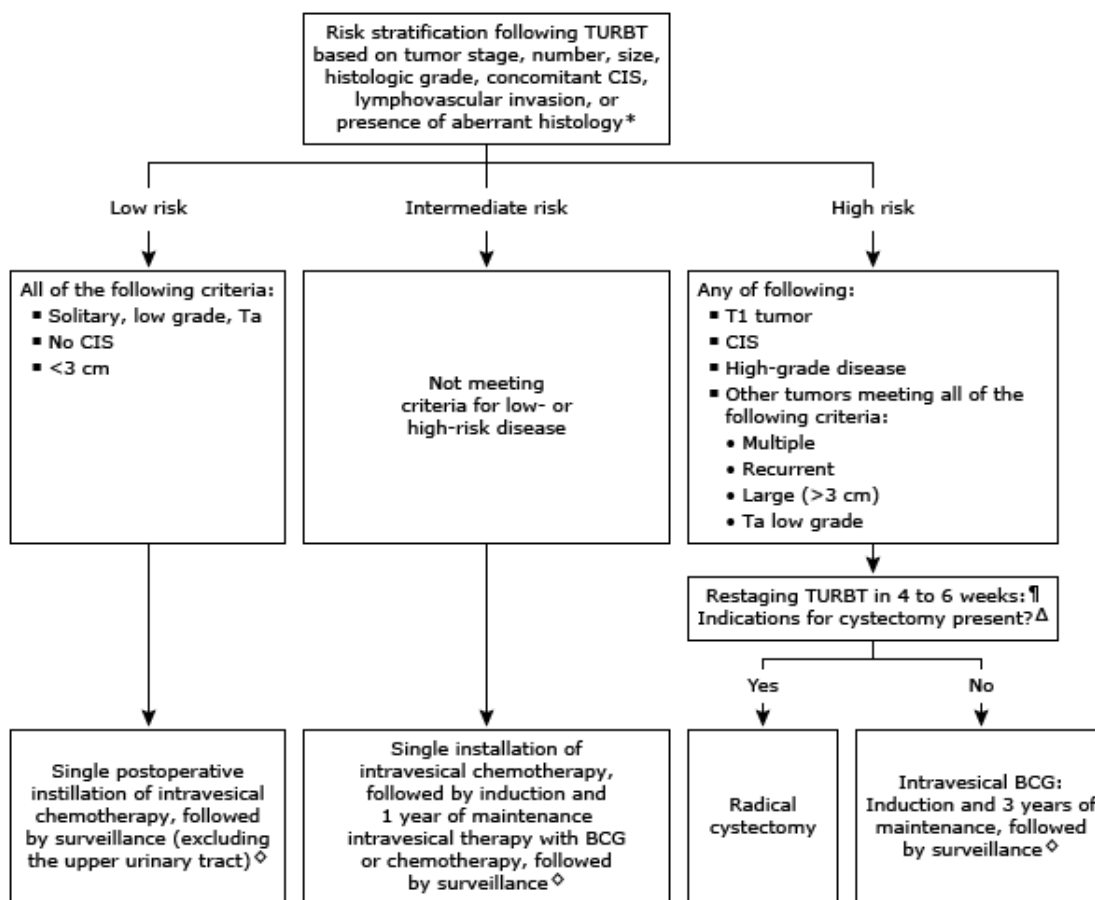 Risk stratification following TURBT
based on tumor stage, number, size,
histologic grade, concomitant CIS,
lymphovascular invasion, or
presence of aberrant histology*
Low risk
Intermediate risk
High risk
All of the following criteria:
▪ Solitary, low grade, Ta
▪ No CIS
▪ <3 cm
Not meeting
criteria for low- or
high-risk disease
Any of following:
▪ T1 tumor
▪ CIS
▪ High-grade disease
▪ Other tumors meeting all of the
following criteria:
• Multiple
• Recurrent
• Large (>3 cm)
• Ta low grade
Restaging TURBT in 4 to 6 weeks:¶
Indications for cystectomy present?Δ
Yes
No
Single postoperative
instillation of intravesical
chemotherapy, followed
by surveillance (excluding
the upper urinary tract)◇
Single installation of
intravesical chemotherapy,
followed by induction and
1 year of maintenance
intravesical therapy with BCG
or chemotherapy, followed
by surveillance◇
Radical
cystectomy
Intravesical BCG:
Induction and 3 years of
maintenance, followed
by surveillance◇